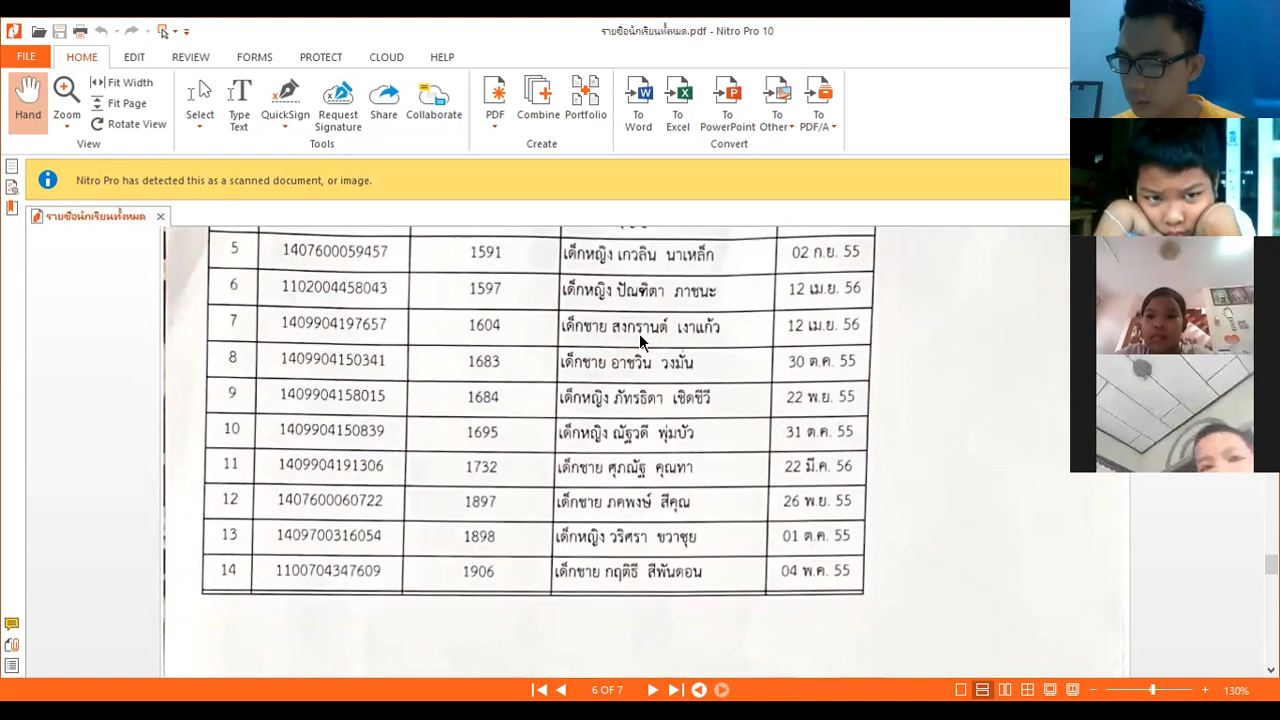 รายชื่อนักเรียนทั้งหมด.pdf - Nitro Pro 10
FILE HOME EDIT REVIEW FORMS PROTECT CLOUD HELP
Hand
Zoom
Fit Width
Fit Page
Rotate View
View
Select
Type Text
QuickSign
Request Signature
Share
Collaborate
Tools
PDF
Combine
Portfolio
Create
To Word
To Excel
To PowerPoint
To Other
To PDF/A
Convert
Nitro Pro has detected this as a scanned document, or image.
รายชื่อนักเรียนทั้งหมด
5 1407600059457 1591 เด็กหญิง เกวลิน นาเหล็ก 02 ก.ย. 55
6 1102004458043 1597 เด็กหญิง ปัณฑิตา ภาชนะ 12 เม.ย. 56
7 1409904197657 1604 เด็กชาย สงกรานต์ เงาแก้ว 12 เม.ย. 56
8 1409904150341 1683 เด็กชาย อาชวิน วงมั่น 30 ต.ค. 55
9 1409904158015 1684 เด็กหญิง ภัทรธิดา เชิดชีวี 22 พ.ย. 55
10 1409904150839 1695 เด็กหญิง ณัฐวดี พุ่มบัว 31 ต.ค. 55
11 1409904191306 1732 เด็กชาย ศุภณัฐ คุณทา 22 มี.ค. 56
12 1407600060722 1897 เด็กชาย ภคพงษ์ สีคุณ 26 พ.ย. 55
13 1409700316054 1898 เด็กหญิง วริศรา ขวาซุย 01 ต.ค. 55
14 1100704347609 1906 เด็กชาย กฤติธี สีพันดอน 04 พ.ค. 55
6 OF 7
130%